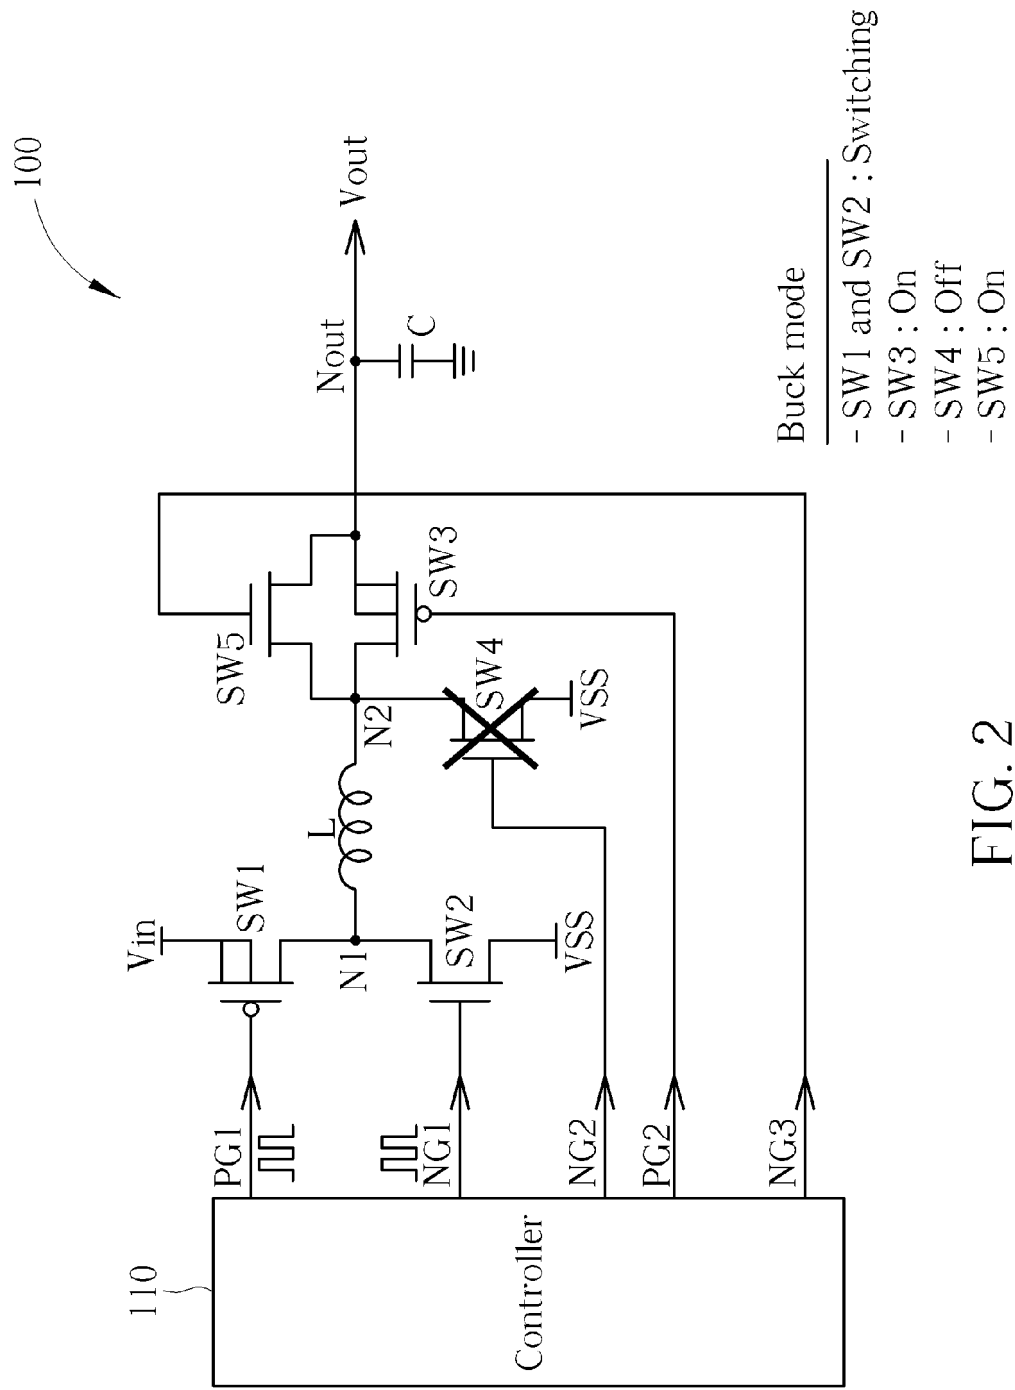 100
Vin
SW1
N1
SW2
VSS
L
N2
SW5
SW3
SW4
VSS
Nout
C
Vout
110
Controller
PG1
NG1
NG2
PG2
NG3
Buck mode
- SW1 and SW2 : Switching
- SW3 : On
- SW4 : Off
- SW5 : On
FIG. 2